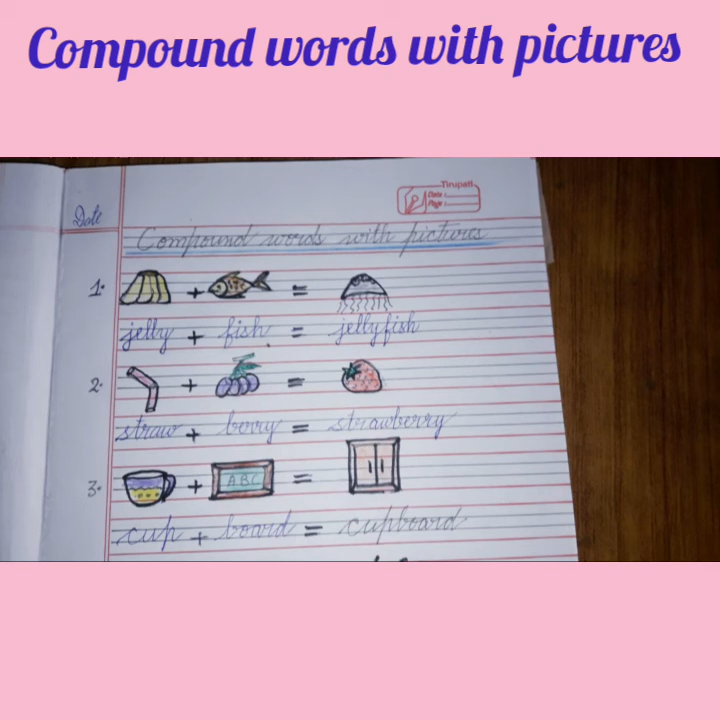 Compound words with pictures
Tirupati
Date :
Page :
Date
Compound words with pictures
1. + =
jelly + fish = jellyfish
2. + =
straw + berry = strawberry
3. + ABC =
cup + board = cupboard